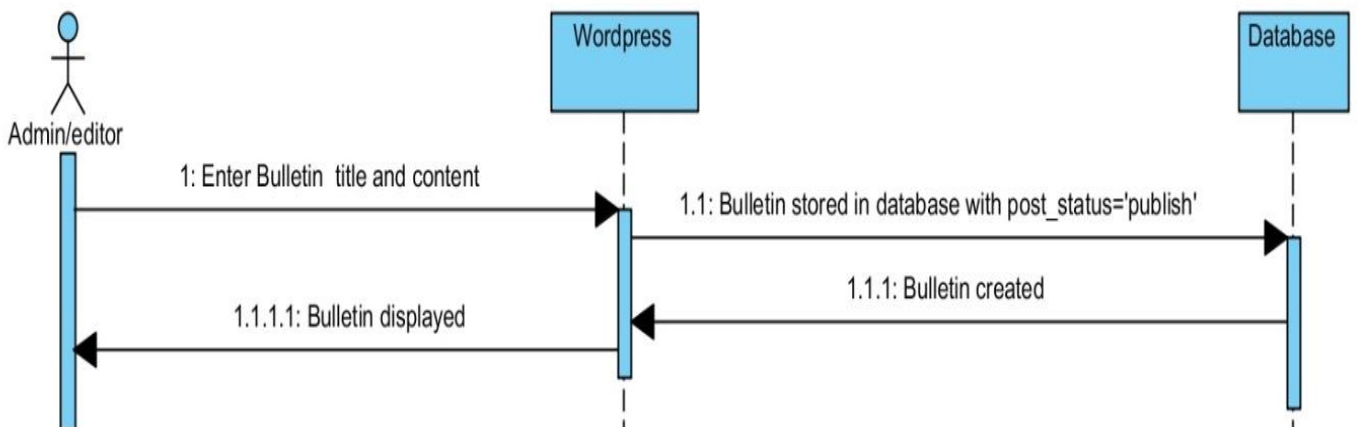 Wordpress
Database
Admin/editor
1: Enter Bulletin title and content
1.1: Bulletin stored in database with post_status='publish'
1.1.1: Bulletin created
1.1.1.1: Bulletin displayed